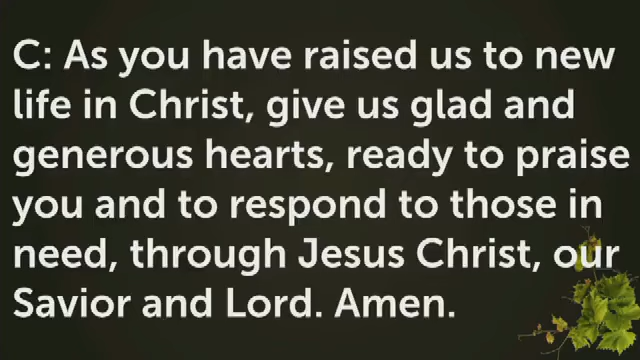 C: As you have raised us to new
life in Christ, give us glad and
generous hearts, ready to praise
you and to respond to those in
need, through Jesus Christ, our
Savior and Lord. Amen.